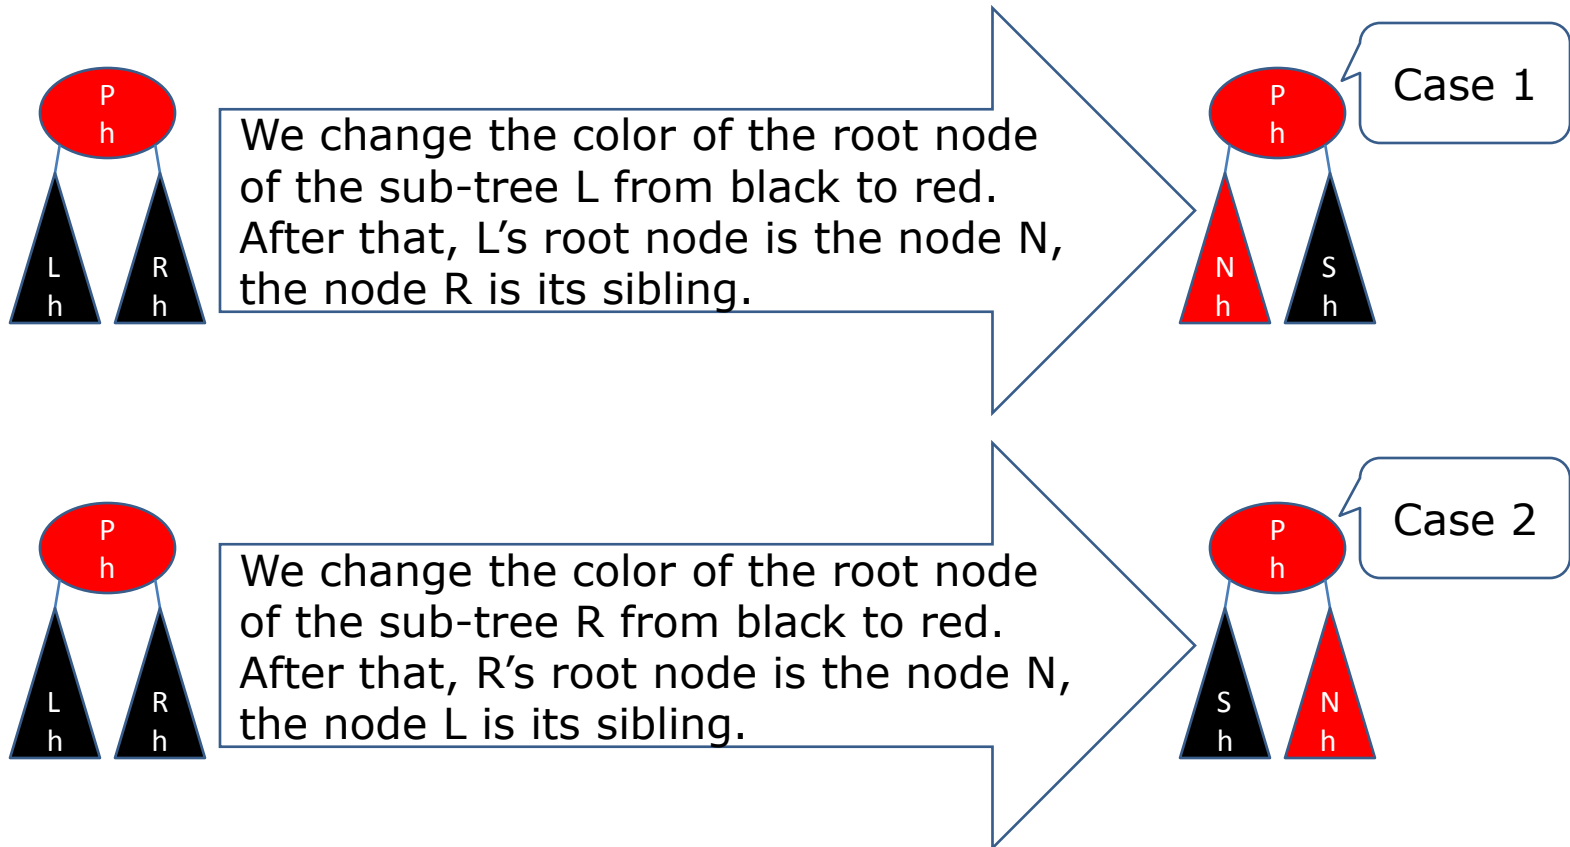 P
h
L
h
R
h
We change the color of the root node
of the sub-tree L from black to red.
After that, L’s root node is the node N,
the node R is its sibling.
Case 1
P
h
N
h
S
h
P
h
L
h
R
h
We change the color of the root node
of the sub-tree R from black to red.
After that, R’s root node is the node N,
the node L is its sibling.
Case 2
P
h
S
h
N
h